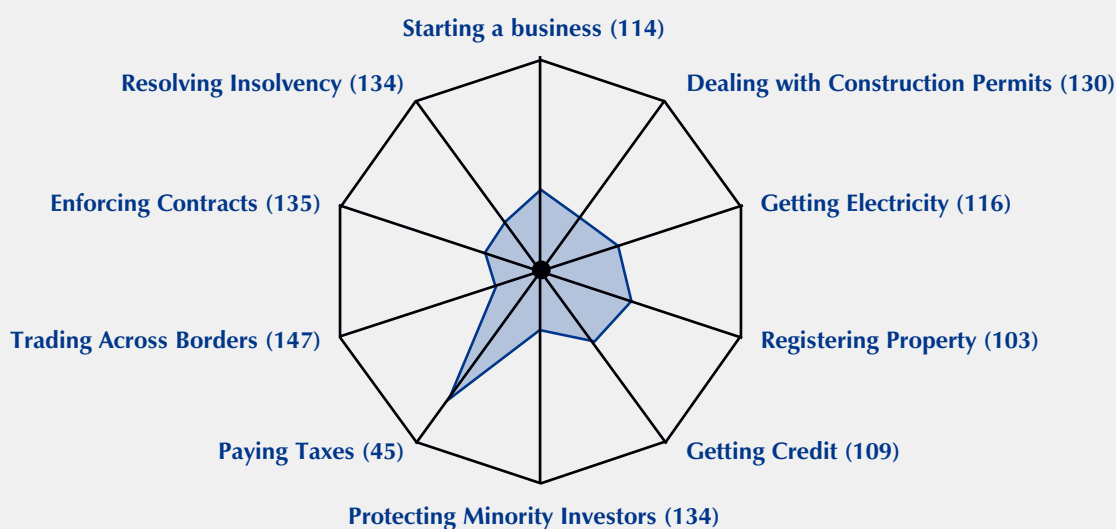 Starting a business (114)
Resolving Insolvency (134)
Dealing with Construction Permits (130)
Enforcing Contracts (135)
Getting Electricity (116)
Trading Across Borders (147)
Registering Property (103)
Paying Taxes (45)
Getting Credit (109)
Protecting Minority Investors (134)